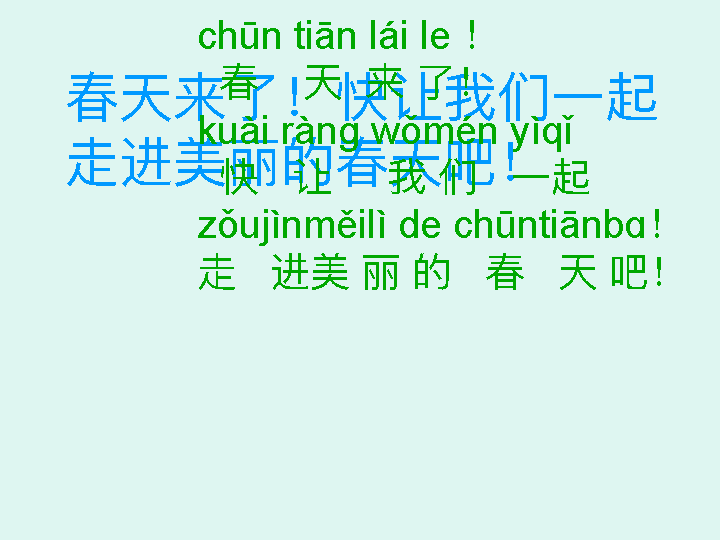 chūn tiān lái le！
春 天 来 了！
春天来了！快让我们一起
kuài ràng wǒmén yìqǐ
走进美丽的春天吧！
快 让 我 们 一起
zǒujìnměilì de chūntiānbɑ！
走 进美 丽 的 春 天 吧！